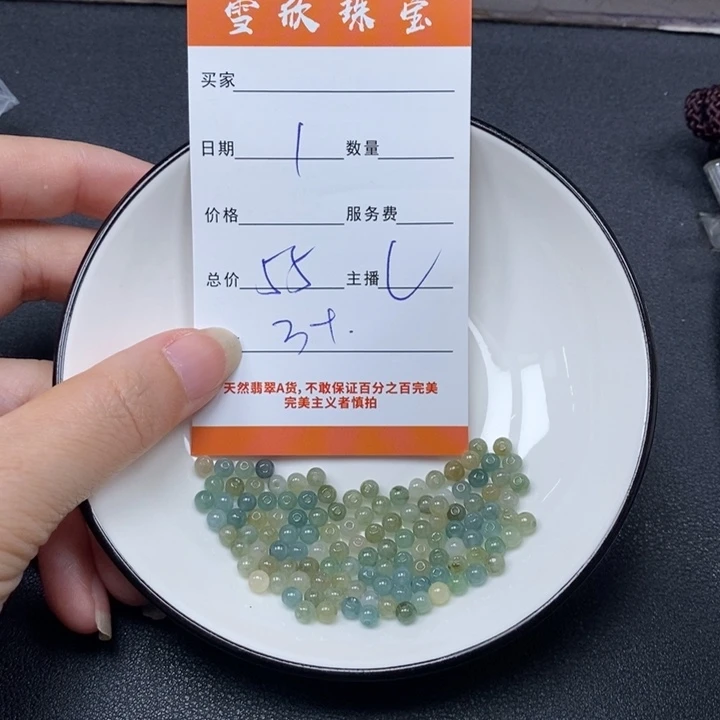 雪欣珠宝
买家
日期 1 数量
价格 服务费
总价 55 主播
3+.
天然翡翠A货,不敢保证百分之百完美
完美主义者慎拍